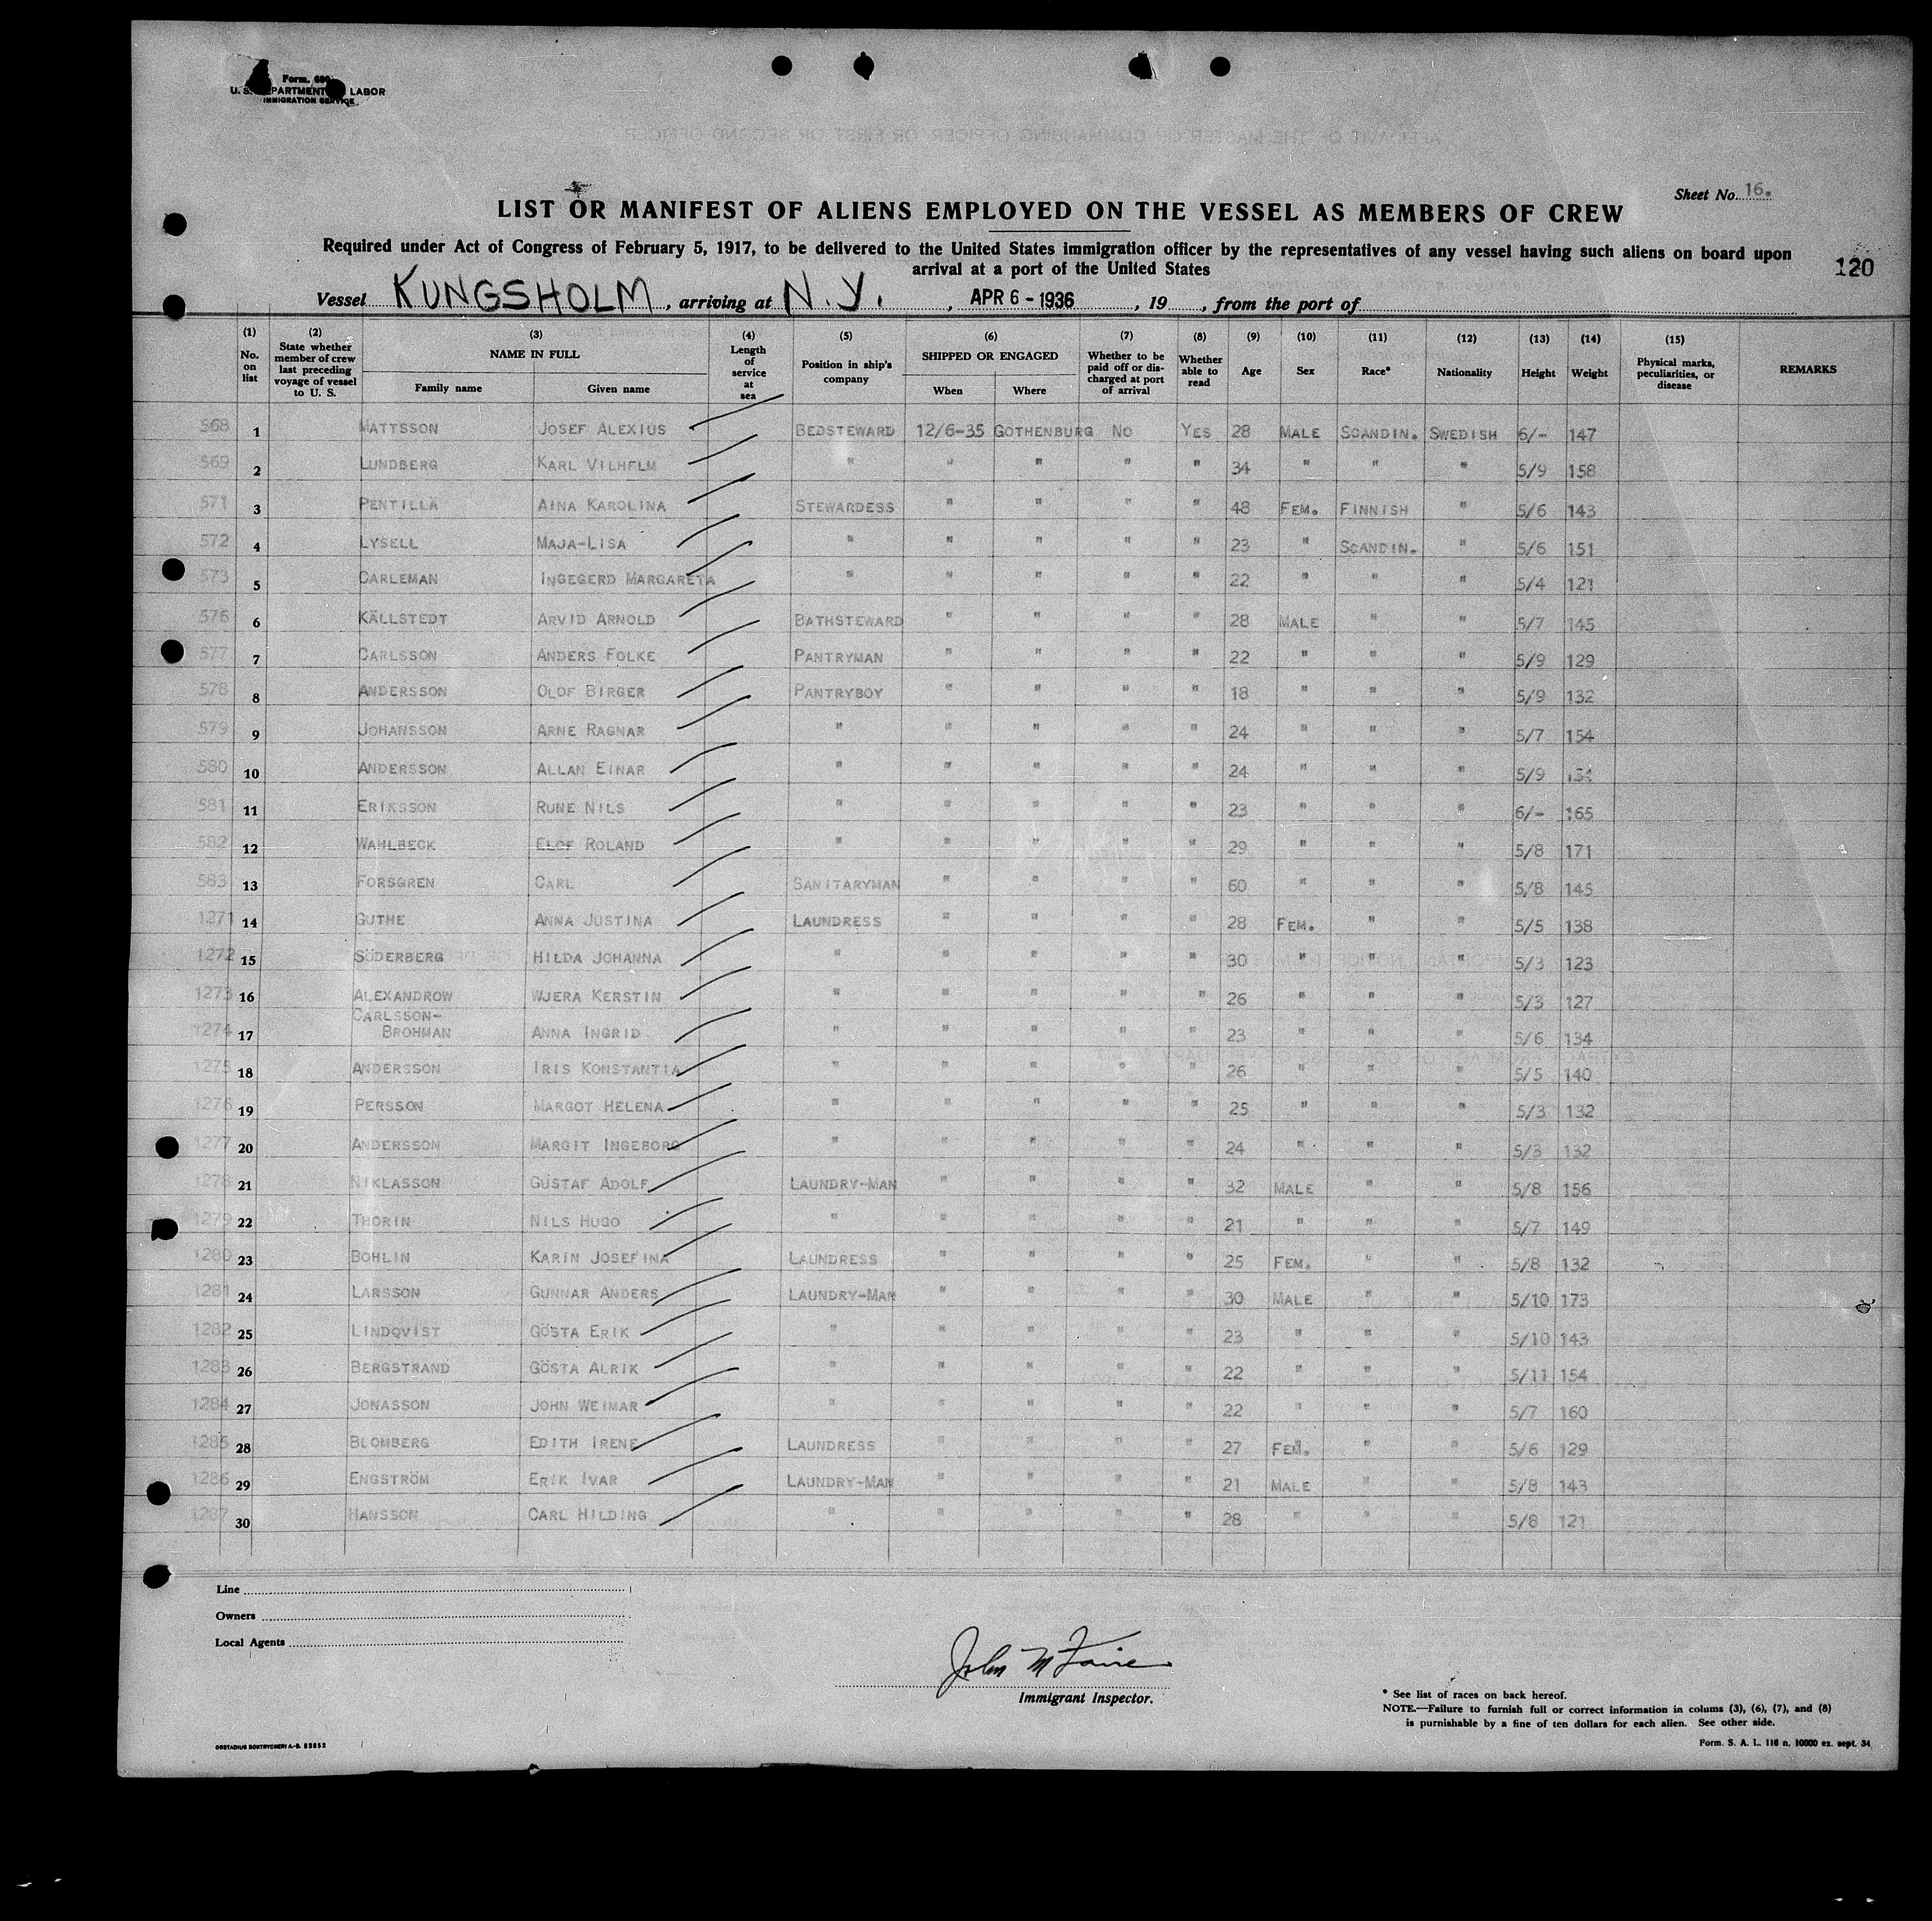 Form. 680
U. S. DEPARTMENT OF LABOR
IMMIGRATION SERVICE
Sheet No. 16.
LIST OR MANIFEST OF ALIENS EMPLOYED ON THE VESSEL AS MEMBERS OF CREW
Required under Act of Congress of February 5, 1917, to be delivered to the United States immigration officer by the representatives of any vessel having such aliens on board upon
arrival at a port of the United States
120
Vessel KUNGSHOLM, arriving at N.Y., APR 6 - 1936, 19, from the port of
(1) No. on list (2) State whether member of crew last preceding voyage of vessel to U. S. (3) NAME IN FULL Family name Given name (4) Length of service at sea (5) Position in ship's company (6) SHIPPED OR ENGAGED When Where (7) Whether to be paid off or discharged at port of arrival (8) Whether able to read (9) Age (10) Sex (11) Race* (12) Nationality (13) Height (14) Weight (15) Physical marks, peculiarities, or disease REMARKS
568 1 MATTSSON JOSEF ALEXIUS BEDSTEWARD 12/6-35 GOTHENBURG NO YES 28 MALE SCANDIN. SWEDISH 6/- 147
569 2 LUNDBERG KARL VILHELM " " " " " 34 " " " 5/9 158
571 3 PENTILLÄ AINA KAROLINA STEWARDESS " " " " 48 FEM. FINNISH " 5/6 143
572 4 LYSELL MAJA-LISA " " " " " 23 " SCANDIN. " 5/6 151
573 5 CARLEMAN INGEGERD MARGARETA " " " " " 22 " " " 5/4 121
576 6 KÄLLSTEDT ARVID ARNOLD BATHSTEWARD " " " " 28 MALE " " 5/7 145
577 7 CARLSSON ANDERS FOLKE PANTRYMAN " " " " 22 " " " 5/9 129
578 8 ANDERSSON OLOF BIRGER PANTRYBOY " " " " 18 " " " 5/9 132
579 9 JOHANSSON ARNE RAGNAR " " " " " 24 " " " 5/7 154
580 10 ANDERSSON ALLAN EINAR " " " " " 24 " " " 5/9
581 11 ERIKSSON RUNE NILS " " " " " 23 " " " 6/- 165
582 12 WAHLBECK ELOF ROLAND " " " " " 29 " " " 5/8 171
583 13 FORSGREN CARL SANITARYMAN " " " " 60 " " " 5/8 145
1271 14 GUTHE ANNA JUSTINA LAUNDRESS " " " " 28 FEM. " " 5/5 138
1272 15 SÖDERBERG HILDA JOHANNA " " " " " 30 " " " 5/3 123
1273 16 ALEXANDROW WJERA KERSTIN " " " " " 26 " " " 5/3 127
1274 17 CARLSSON-BROHMAN ANNA INGRID " " " " " 23 " " " 5/6 134
1275 18 ANDERSSON IRIS KONSTANTIA " " " " " 26 " " " 5/5 140
1276 19 PERSSON MARGOT HELENA " " " " " 25 " " " 5/3 132
1277 20 ANDERSSON MARGIT INGEBORG " " " " " 24 " " " 5/3 132
1278 21 NIKLASSON GUSTAF ADOLF LAUNDRY-MAN " " " " 32 MALE " " 5/8 156
1279 22 THORIN NILS HUGO " " " " " 21 " " " 5/7 149
1280 23 BOHLIN KARIN JOSEFINA LAUNDRESS " " " " 25 FEM. " " 5/8 132
1281 24 LARSSON GUNNAR ANDERS LAUNDRY-MAN " " " " 30 MALE " " 5/10 173
1282 25 LINDQVIST GÖSTA ERIK " " " " " 23 " " " 5/10 143
1283 26 BERGSTRAND GÖSTA ALRIK " " " " " 22 " " " 5/11 154
1284 27 JONASSON JOHN WEIMAR " " " " " 22 " " " 5/7 160
1285 28 BLOMBERG EDITH IRENE LAUNDRESS " " " " 27 FEM. " " 5/6 129
1286 29 ENGSTRÖM ERIK IVAR LAUNDRY-MAN " " " " 21 MALE " " 5/8 143
1287 30 HANSSON CARL HILDING " " " " " 28 " " " 5/8 121
Line
Owners
Local Agents
Immigrant Inspector.
* See list of races on back hereof.
NOTE.—Failure to furnish full or correct information in colums (3), (6), (7), and (8)
is purnishable by a fine of ten dollars for each alien. See other side.
ORSTADIUS BOKTRYCKERI A.-B. 52652
Form. S. A. L. 116 n. 10000 ex. sept. 34